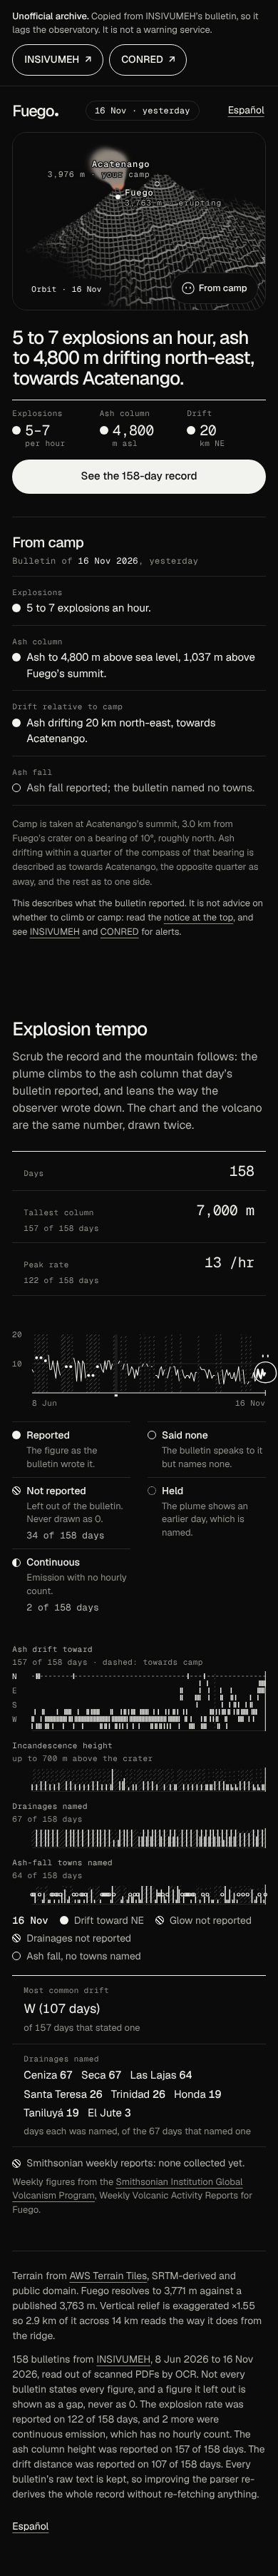 Unofficial archive. Copied from INSIVUMEH's bulletin, so it
lags the observatory. It is not a warning service.
INSIVUMEH ↗ CONRED ↗
Fuego. 16 Nov · yesterday Español
Acatenango
3,976 m · your camp
Fuego
3,763 m · erupting
Orbit · 16 Nov From camp
5 to 7 explosions an hour, ash
to 4,800 m drifting north-east,
towards Acatenango.
Explosions Ash column Drift
5–7 4,800 20
per hour m asl km NE
See the 158-day record
From camp
Bulletin of 16 Nov 2026, yesterday
Explosions
5 to 7 explosions an hour.
Ash column
Ash to 4,800 m above sea level, 1,037 m above
Fuego's summit.
Drift relative to camp
Ash drifting 20 km north-east, towards
Acatenango.
Ash fall
Ash fall reported; the bulletin named no towns.
Camp is taken at Acatenango's summit, 3.0 km from
Fuego's crater on a bearing of 10°, roughly north. Ash
drifting within a quarter of the compass of that bearing is
described as towards Acatenango, the opposite quarter as
away, and the rest as to one side.
This describes what the bulletin reported. It is not advice on
whether to climb or camp: read the notice at the top, and
see INSIVUMEH and CONRED for alerts.
Explosion tempo
Scrub the record and the mountain follows: the
plume climbs to the ash column that day's
bulletin reported, and leans the way the
observer wrote down. The chart and the volcano
are the same number, drawn twice.
Days 158
Tallest column 7,000 m
157 of 158 days
Peak rate 13 /hr
122 of 158 days
20
10
8 Jun 16 Nov
Reported
The figure as the
bulletin wrote it.
Said none
The bulletin speaks to it
but names none.
Not reported
Left out of the bulletin.
Never drawn as 0.
34 of 158 days
Held
The plume shows an
earlier day, which is
named.
Continuous
Emission with no hourly
count.
2 of 158 days
Ash drift toward
157 of 158 days · dashed: towards camp
N
E
S
W
Incandescence height
up to 700 m above the crater
Drainages named
67 of 158 days
Ash-fall towns named
64 of 158 days
16 Nov Drift toward NE Glow not reported
Drainages not reported
Ash fall, no towns named
Most common drift
W (107 days)
of 157 days that stated one
Drainages named
Ceniza 67 Seca 67 Las Lajas 64
Santa Teresa 26 Trinidad 26 Honda 19
Taniluyá 19 El Jute 3
days each was named, of the 67 days that named one
Smithsonian weekly reports: none collected yet.
Weekly figures from the Smithsonian Institution Global
Volcanism Program, Weekly Volcanic Activity Reports for
Fuego.
Terrain from AWS Terrain Tiles, SRTM-derived and
public domain. Fuego resolves to 3,771 m against a
published 3,763 m. Vertical relief is exaggerated ×1.55
so 2.9 km of it across 14 km reads the way it does from
the ridge.
158 bulletins from INSIVUMEH, 8 Jun 2026 to 16 Nov
2026, read out of scanned PDFs by OCR. Not every
bulletin states every figure, and a figure it left out is
shown as a gap, never as 0. The explosion rate was
reported on 122 of 158 days, and 2 more were
continuous emission, which has no hourly count. The
ash column height was reported on 157 of 158 days. The
drift distance was reported on 107 of 158 days. Every
bulletin's raw text is kept, so improving the parser re-
derives the whole record without re-fetching anything.
Español